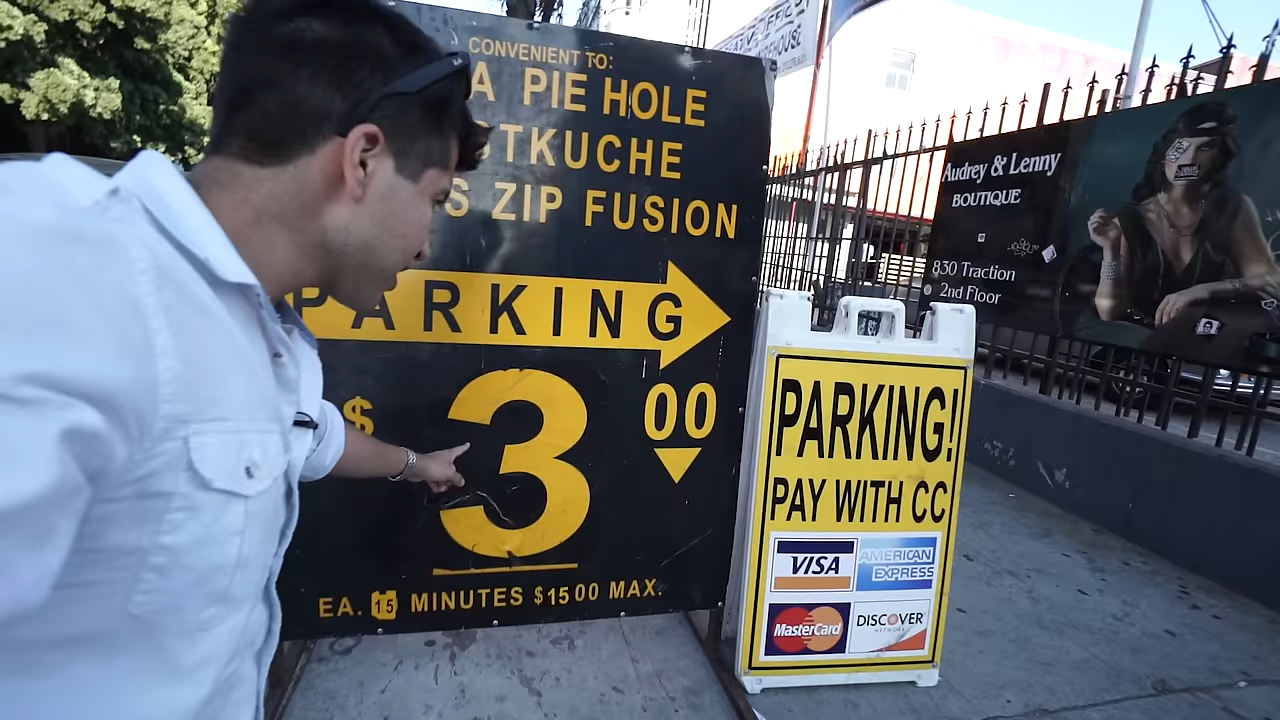 CONVENIENT TO:
A PIE HOLE
STKUCHE
S ZIP FUSION
PARKING
$ 3 00
EA. 15 MINUTES $15 00 MAX.
PARKING!
PAY WITH CC
VISA
AMERICAN EXPRESS
MasterCard
DISCOVER
NETWORK
Audrey & Lenny
BOUTIQUE
830 Traction
2nd Floor